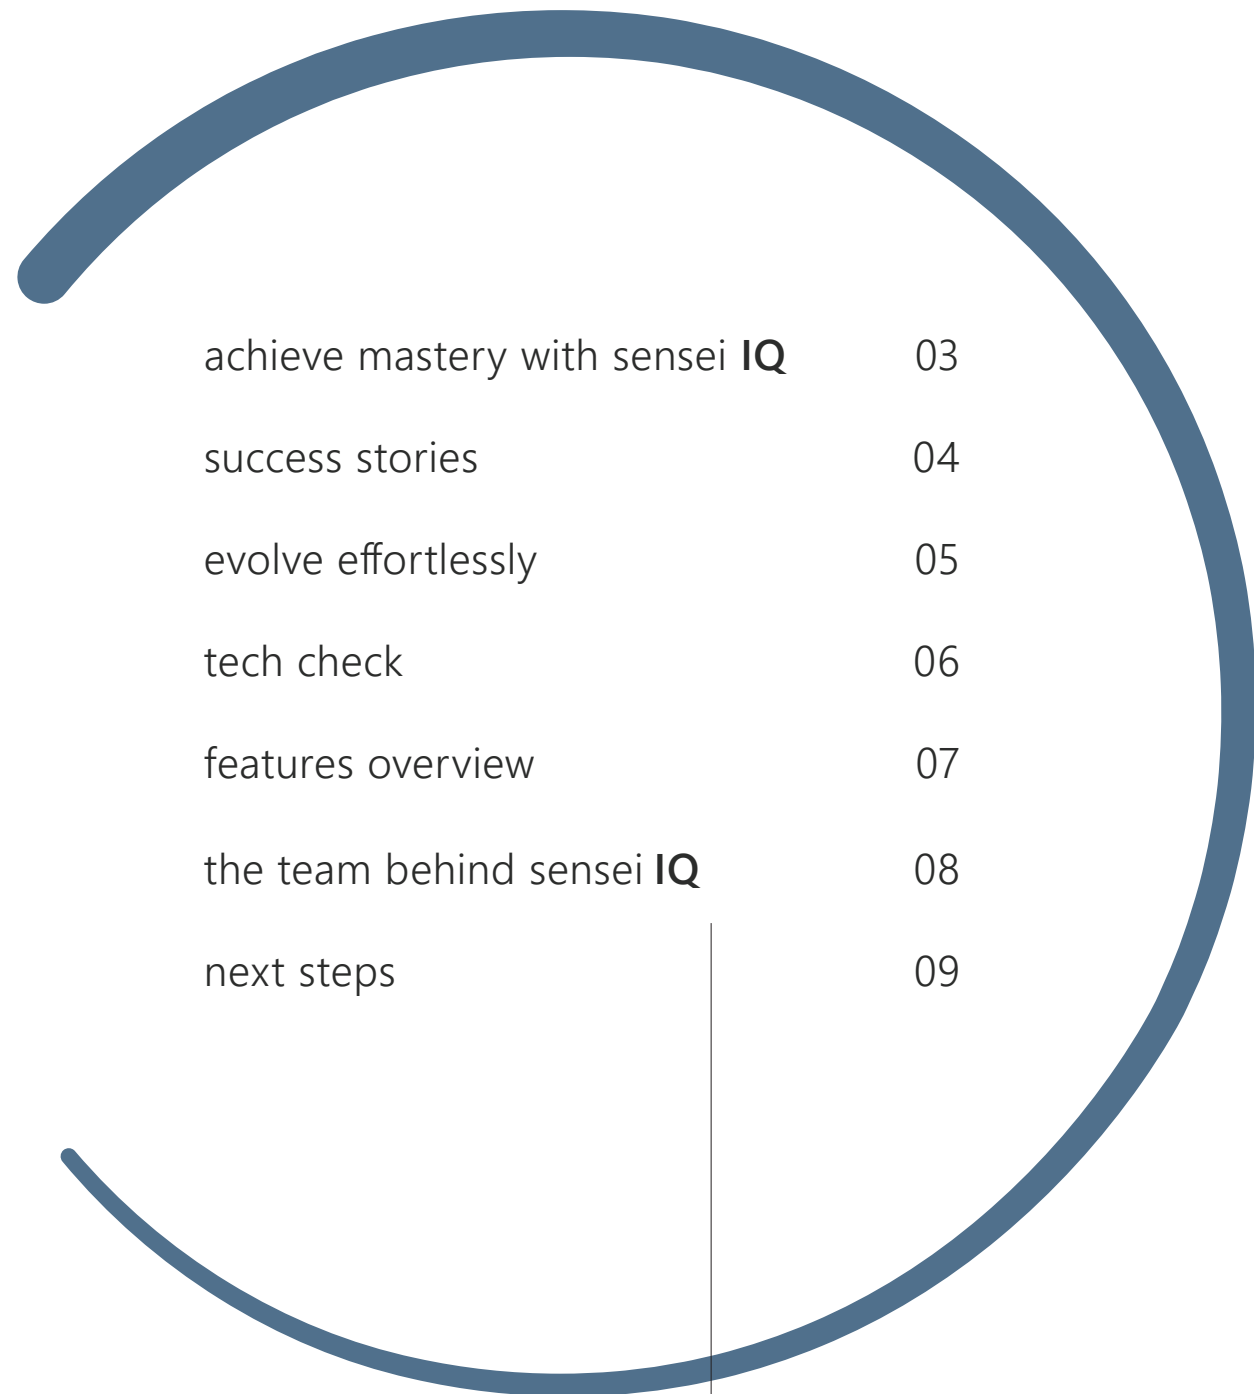 achieve mastery with sensei IQ 03
success stories 04
evolve effortlessly 05
tech check 06
features overview 07
the team behind sensei IQ 08
next steps 09